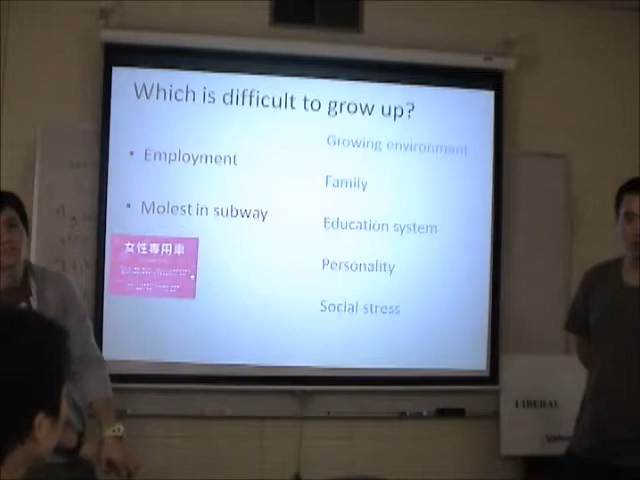 Which is difficult to grow up?
• Employment
• Molest in subway
女性専用車
Growing environment
Family
Education system
Personality
Social stress
LIBERAL